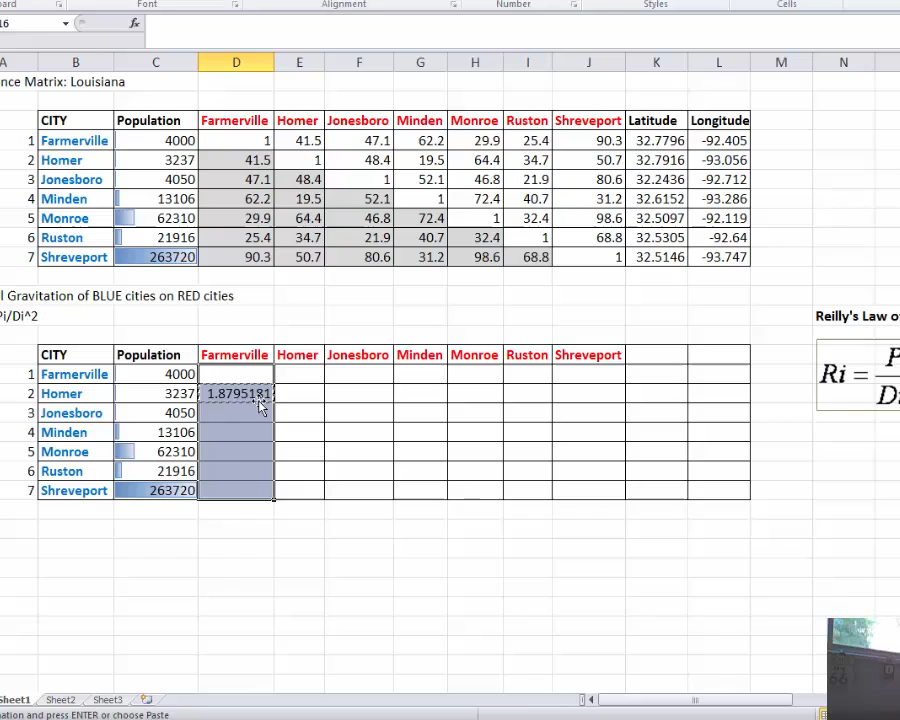 oard Font Alignment Number Styles Cells
16 fx
A B C D E F G H I J K L M N
nce Matrix: Louisiana
CITY Population Farmerville Homer Jonesboro Minden Monroe Ruston Shreveport Latitude Longitude
1 Farmerville 4000 1 41.5 47.1 62.2 29.9 25.4 90.3 32.7796 -92.405
2 Homer 3237 41.5 1 48.4 19.5 64.4 34.7 50.7 32.7916 -93.056
3 Jonesboro 4050 47.1 48.4 1 52.1 46.8 21.9 80.6 32.2436 -92.712
4 Minden 13106 62.2 19.5 52.1 1 72.4 40.7 31.2 32.6152 -93.286
5 Monroe 62310 29.9 64.4 46.8 72.4 1 32.4 98.6 32.5097 -92.119
6 Ruston 21916 25.4 34.7 21.9 40.7 32.4 1 68.8 32.5305 -92.64
7 Shreveport 263720 90.3 50.7 80.6 31.2 98.6 68.8 1 32.5146 -93.747
l Gravitation of BLUE cities on RED cities
Pi/Di^2 Reilly's Law o
CITY Population Farmerville Homer Jonesboro Minden Monroe Ruston Shreveport
1 Farmerville 4000
Ri = P
D
2 Homer 3237 1.8795181
3 Jonesboro 4050
4 Minden 13106
5 Monroe 62310
6 Ruston 21916
7 Shreveport 263720
Sheet1 Sheet2 Sheet3
nation and press ENTER or choose Paste